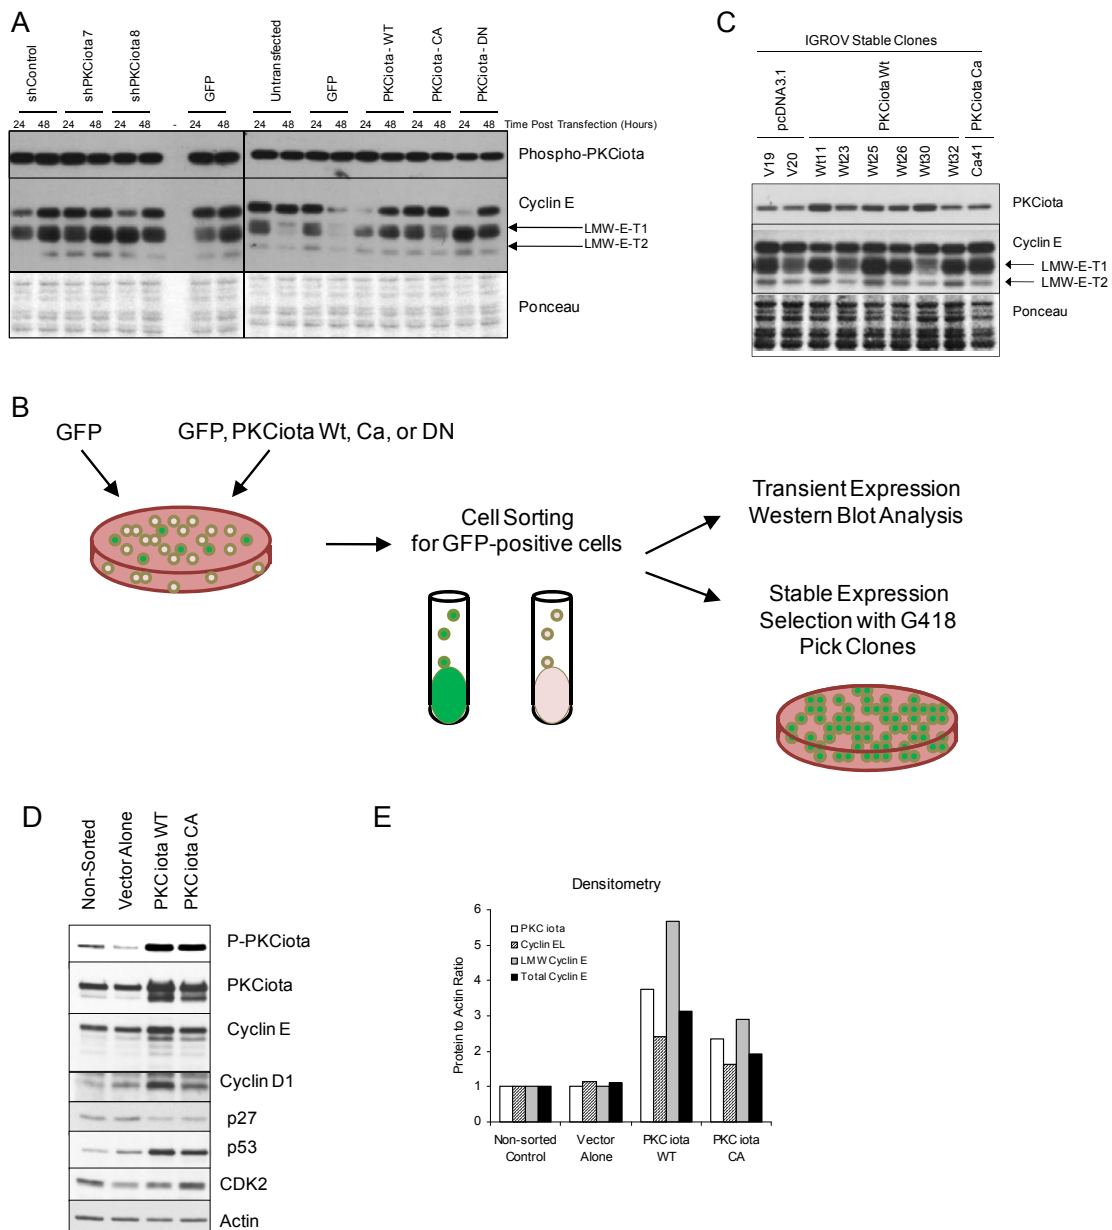 A
shControl
shPKCiota 7
shPKCiota 8
GFP
Untransfected
GFP
PKCiota - WT
PKCiota - CA
PKCiota - DN
24 48 24 48 24 48 - 24 48 24 48 24 48 24 48 24 48 24 48 Time Post Transfection (Hours)
Phospho-PKCiota
Cyclin E
LMW-E-T1
LMW-E-T2
Ponceau
C
IGROV Stable Clones
pcDNA3.1
PKCiota Wt
PKCiota Ca
V19
V20
Wt11
Wt23
Wt25
Wt26
Wt30
Wt32
Ca41
PKCiota
Cyclin E
LMW-E-T1
LMW-E-T2
Ponceau
B
GFP
GFP, PKCiota Wt, Ca, or DN
Cell Sorting
for GFP-positive cells
Transient Expression
Western Blot Analysis
Stable Expression
Selection with G418
Pick Clones
D
Non-Sorted
Vector Alone
PKCiota WT
PKCiota CA
P-PKCiota
PKCiota
Cyclin E
Cyclin D1
p27
p53
CDK2
Actin
E
Densitometry
Protein to Actin Ratio
6
5
4
3
2
1
0
PKCiota
Cyclin EL
LMW Cyclin E
Total Cyclin E
Non-sorted
Control
Vector
Alone
PKCiota
WT
PKCiota
CA